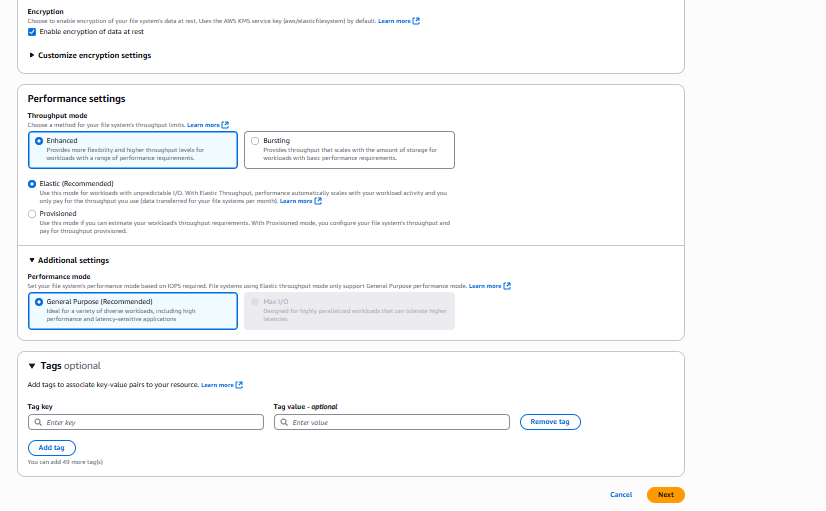 Encryption
Choose to enable encryption of your file system's data at rest. Uses the AWS KMS service key (aws/elasticfilesystem) by default. Learn more
Enable encryption of data at rest
Customize encryption settings
Performance settings
Throughput mode
Choose a method for your file system's throughput limits. Learn more
Enhanced
Provides more flexibility and higher throughput levels for
workloads with a range of performance requirements.
Bursting
Provides throughput that scales with the amount of storage for
workloads with basic performance requirements.
Elastic (Recommended)
Use this mode for workloads with unpredictable I/O. With Elastic Throughput, performance automatically scales with your workload activity and you
only pay for the throughput you use (data transferred for your file systems per month). Learn more
Provisioned
Use this mode if you can estimate your workload's throughput requirements. With Provisioned mode, you configure your file system's throughput and
pay for throughput provisioned.
Additional settings
Performance mode
Set your file system's performance mode based on IOPS required. File systems using Elastic throughput mode only support General Purpose performance mode. Learn more
General Purpose (Recommended)
Ideal for a variety of diverse workloads, including high
performance and latency-sensitive applications
Max I/O
Designed for highly parallelized workloads that can tolerate higher
latencies
Tags optional
Add tags to associate key-value pairs to your resource. Learn more
Tag key
Tag value - optional
Enter key
Enter value
Remove tag
Add tag
You can add 49 more tag(s)
Cancel
Next